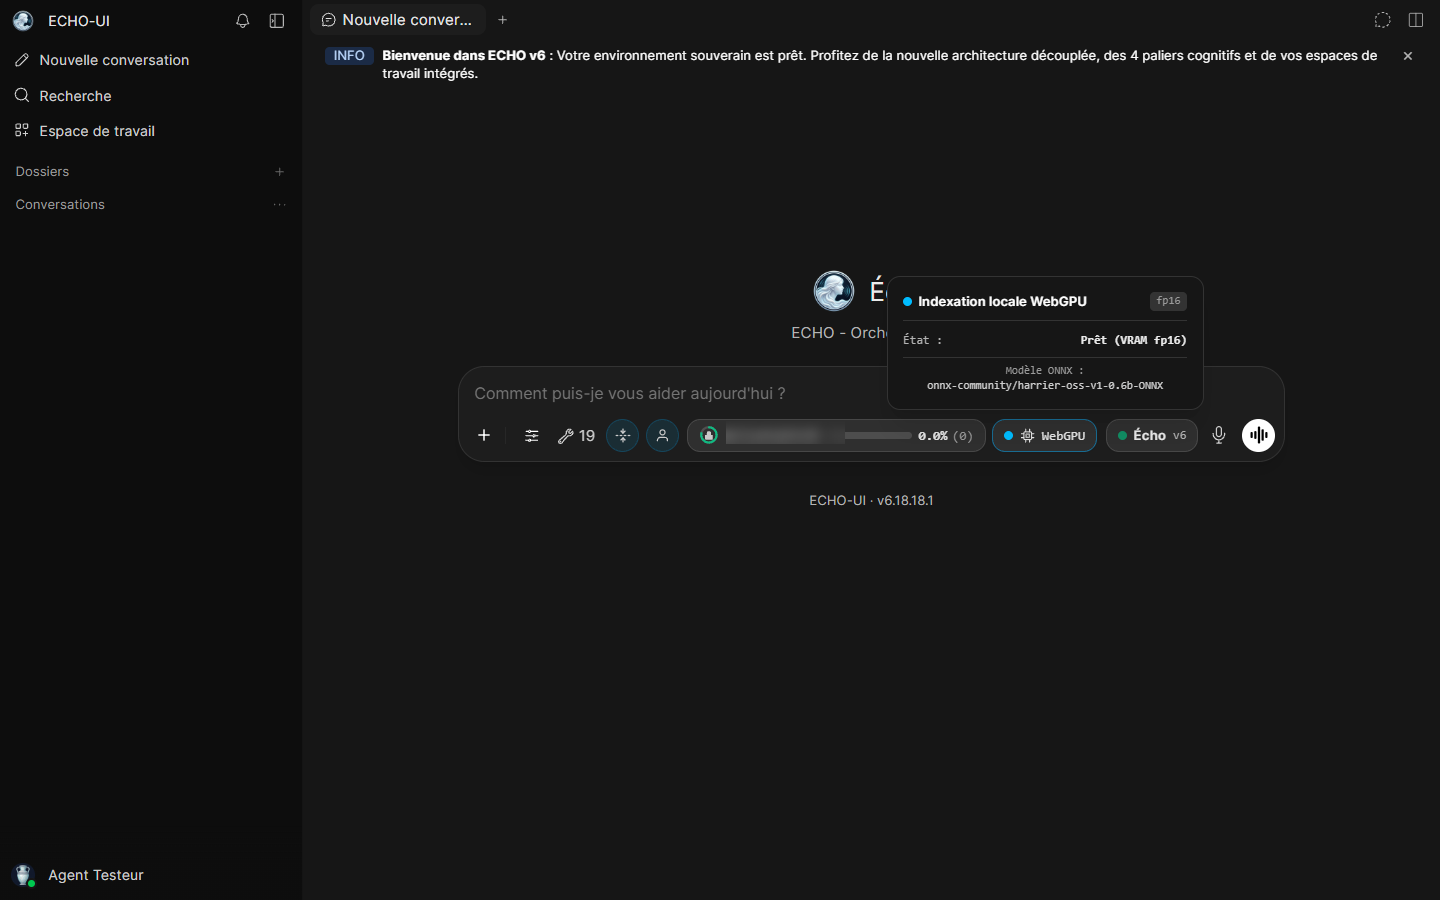 ECHO-UI
Nouvelle conversation
Recherche
Espace de travail
Dossiers
Conversations
Agent Testeur
Nouvelle conver...
INFO
Bienvenue dans ECHO v6 : Votre environnement souverain est prêt. Profitez de la nouvelle architecture découplée, des 4 paliers cognitifs et de vos espaces de
travail intégrés.
ECHO -
Indexation locale WebGPU
fp16
État :
Prêt (VRAM fp16)
Modèle ONNX :
onnx-community/harrier-oss-v1-0.6b-ONNX
Comment puis-je vous aider aujourd'hui ?
19
0.0% (0)
WebGPU
Écho v6
ECHO-UI · v6.18.18.1